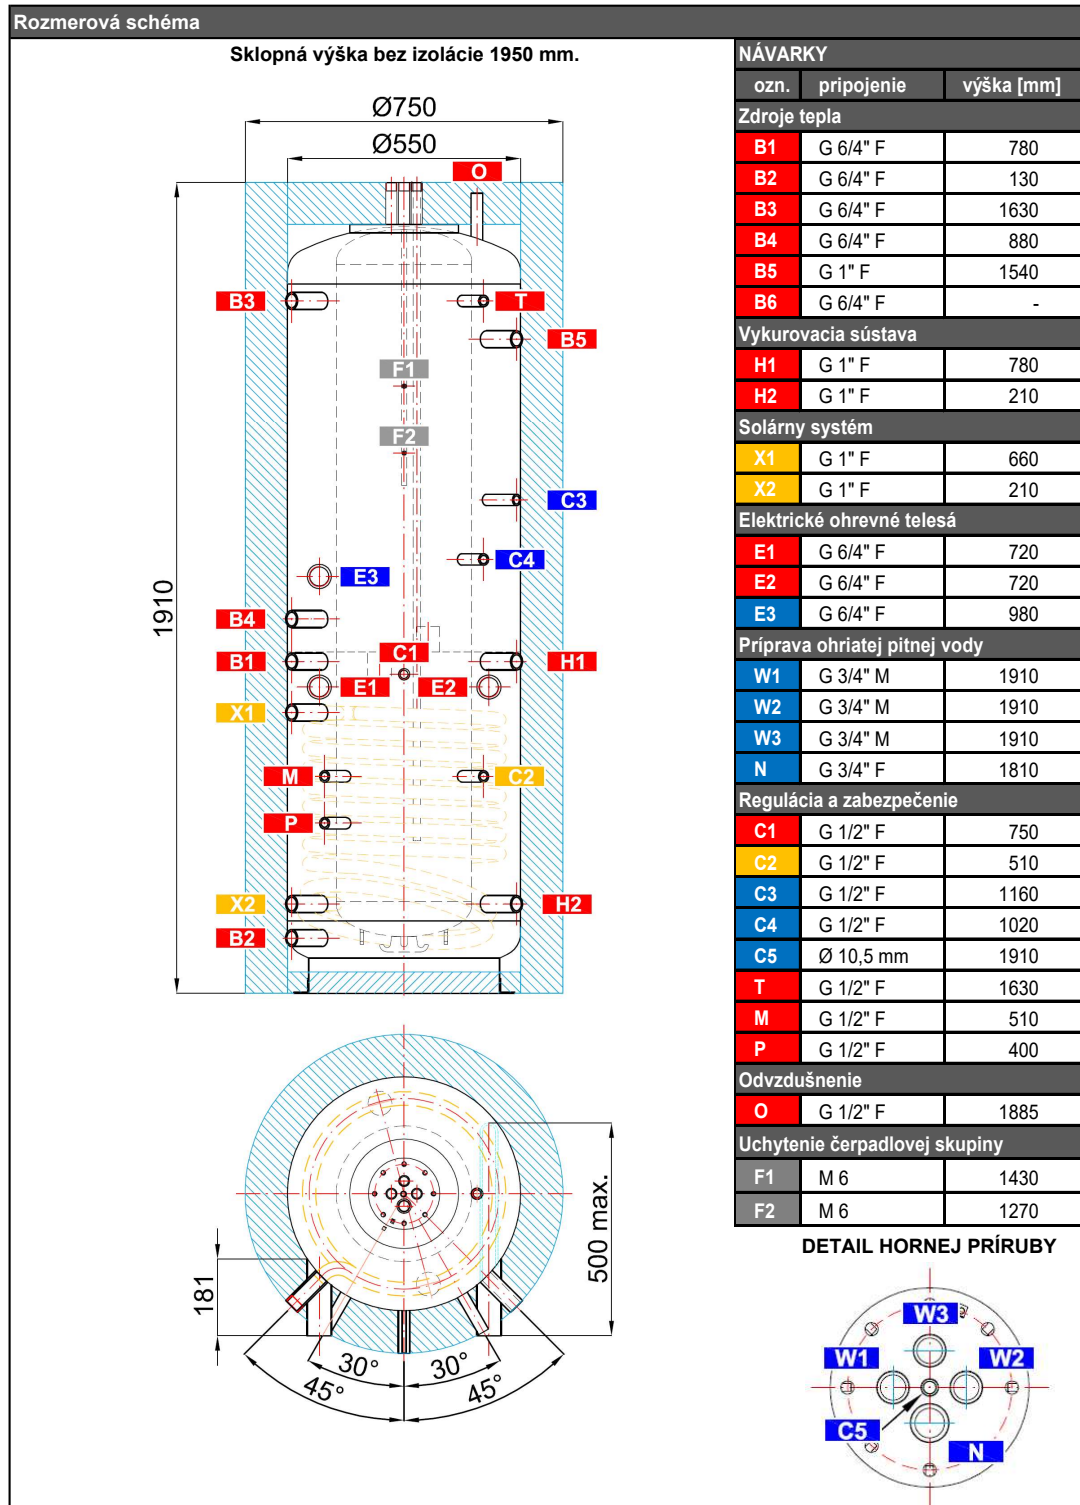 Rozmerová schéma
Sklopná výška bez izolácie 1950 mm.
Ø750
Ø550
O
B3
T
B5
F1
F2
C3
C4
E3
1910
B4
C1
B1
H1
E1
E2
X1
M
C2
P
X2
H2
B2
500 max.
181
30°
30°
45°
45°
NÁVARKY
ozn. pripojenie výška [mm]
Zdroje tepla
B1 G 6/4" F 780
B2 G 6/4" F 130
B3 G 6/4" F 1630
B4 G 6/4" F 880
B5 G 1" F 1540
B6 G 6/4" F -
Vykurovacia sústava
H1 G 1" F 780
H2 G 1" F 210
Solárny systém
X1 G 1" F 660
X2 G 1" F 210
Elektrické ohrevné telesá
E1 G 6/4" F 720
E2 G 6/4" F 720
E3 G 6/4" F 980
Príprava ohriatej pitnej vody
W1 G 3/4" M 1910
W2 G 3/4" M 1910
W3 G 3/4" M 1910
N G 3/4" F 1810
Regulácia a zabezpečenie
C1 G 1/2" F 750
C2 G 1/2" F 510
C3 G 1/2" F 1160
C4 G 1/2" F 1020
C5 Ø 10,5 mm 1910
T G 1/2" F 1630
M G 1/2" F 510
P G 1/2" F 400
Odvzdušnenie
O G 1/2" F 1885
Uchytenie čerpadlovej skupiny
F1 M 6 1430
F2 M 6 1270
DETAIL HORNEJ PRÍRUBY
W3
W1
W2
C5
N